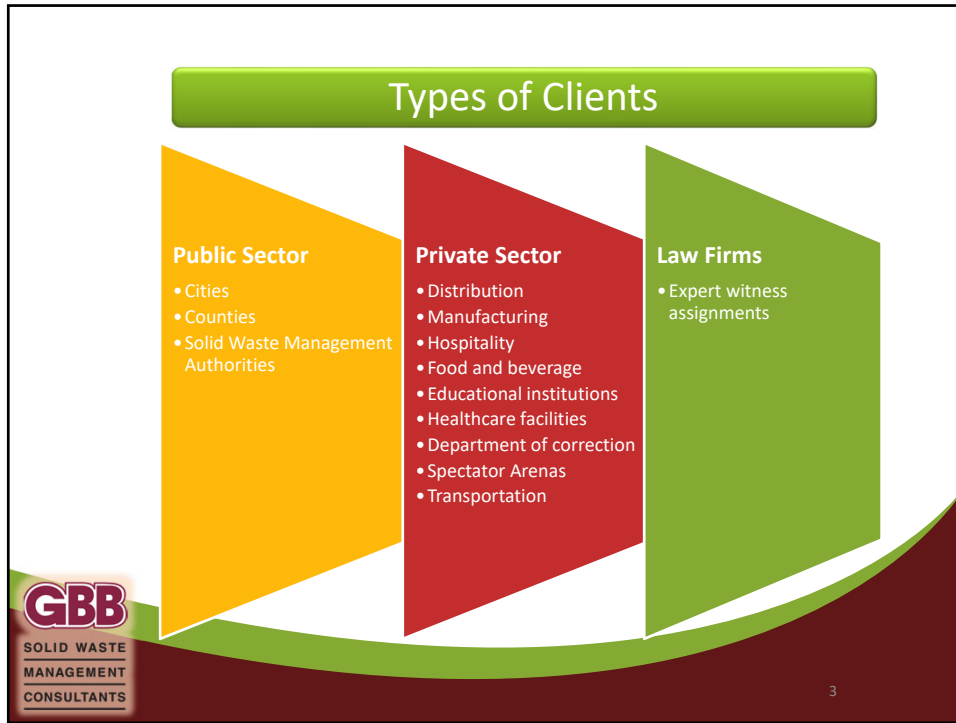 Types of Clients
Public Sector
•Cities
•Counties
•Solid Waste Management
Authorities
Private Sector
•Distribution
•Manufacturing
•Hospitality
•Food and beverage
•Educational institutions
•Healthcare facilities
•Department of correction
•Spectator Arenas
•Transportation
Law Firms
•Expert witness
assignments
GBB
SOLID WASTE
MANAGEMENT
CONSULTANTS
3